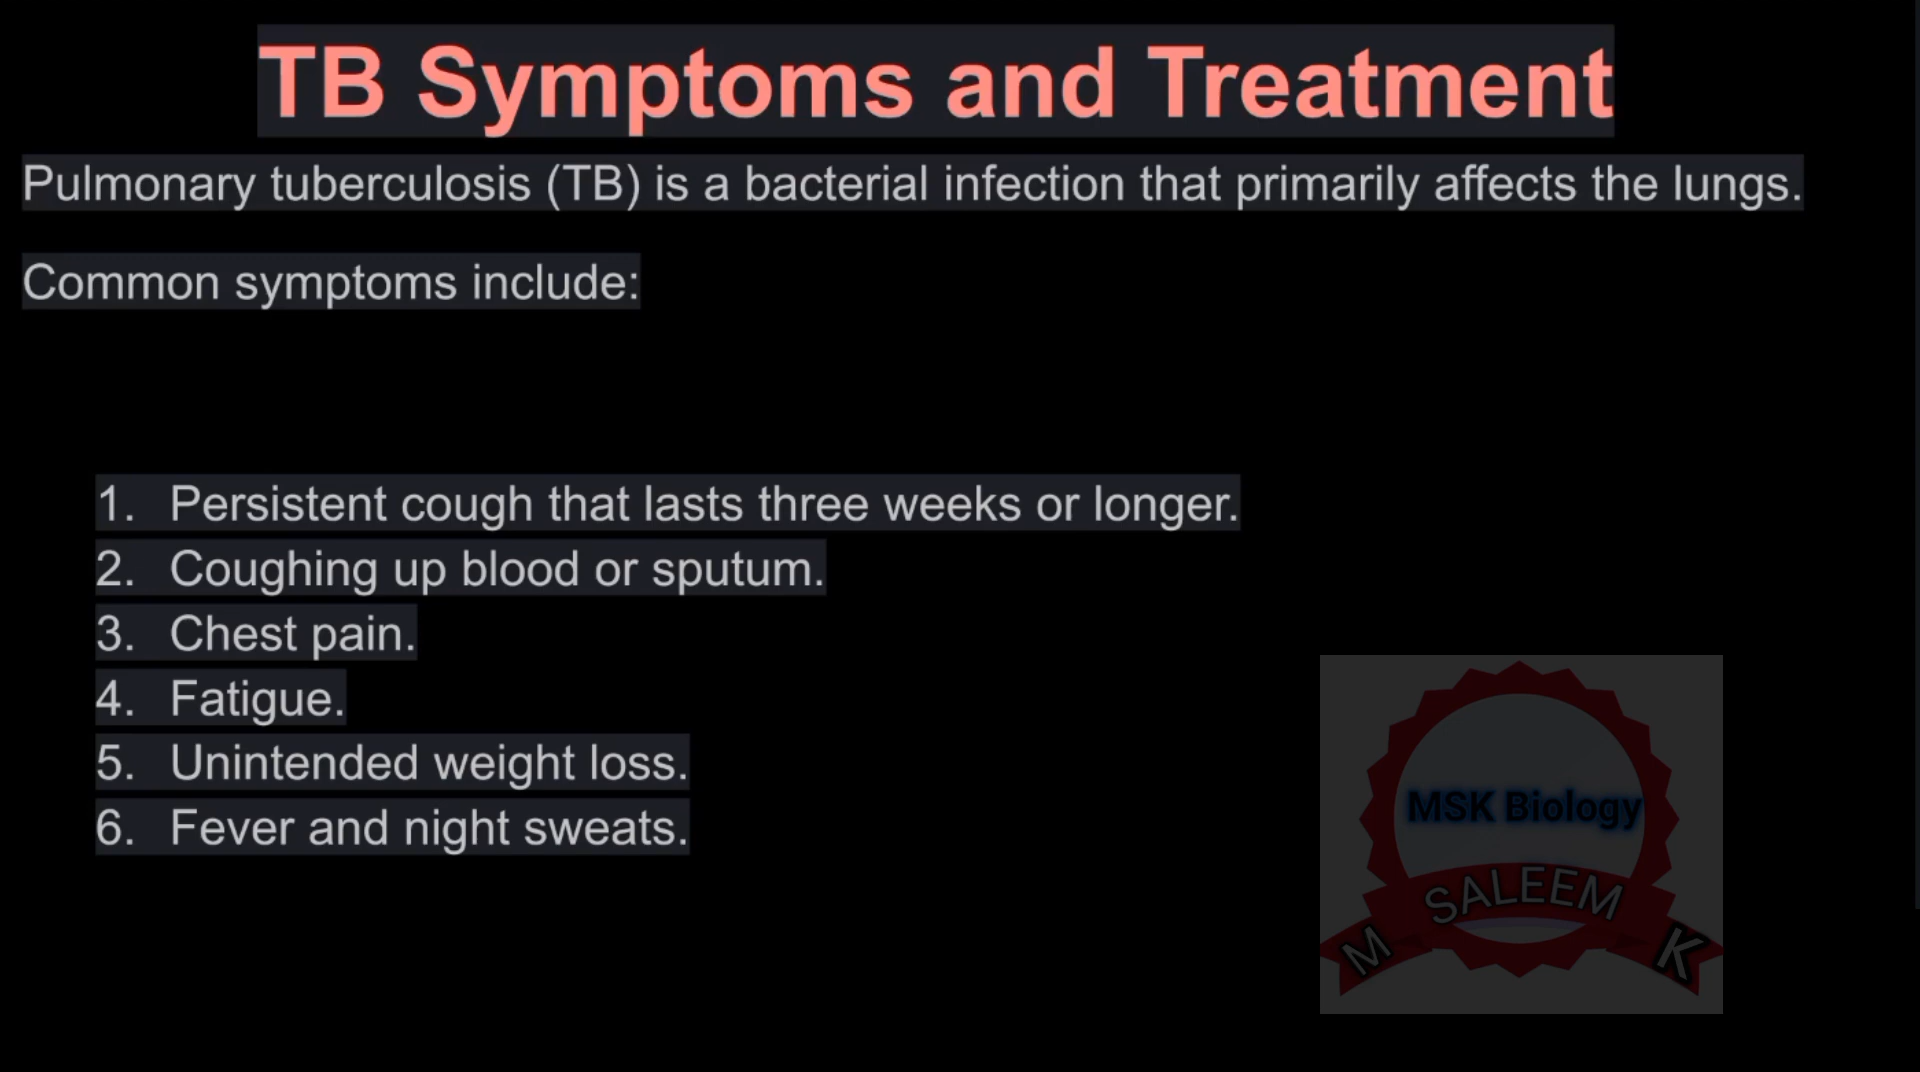 TB Symptoms and Treatment
Pulmonary tuberculosis (TB) is a bacterial infection that primarily affects the lungs.
Common symptoms include:
1. Persistent cough that lasts three weeks or longer.
2. Coughing up blood or sputum.
3. Chest pain.
4. Fatigue.
5. Unintended weight loss.
6. Fever and night sweats.
MSK Biology
M SALEEM K